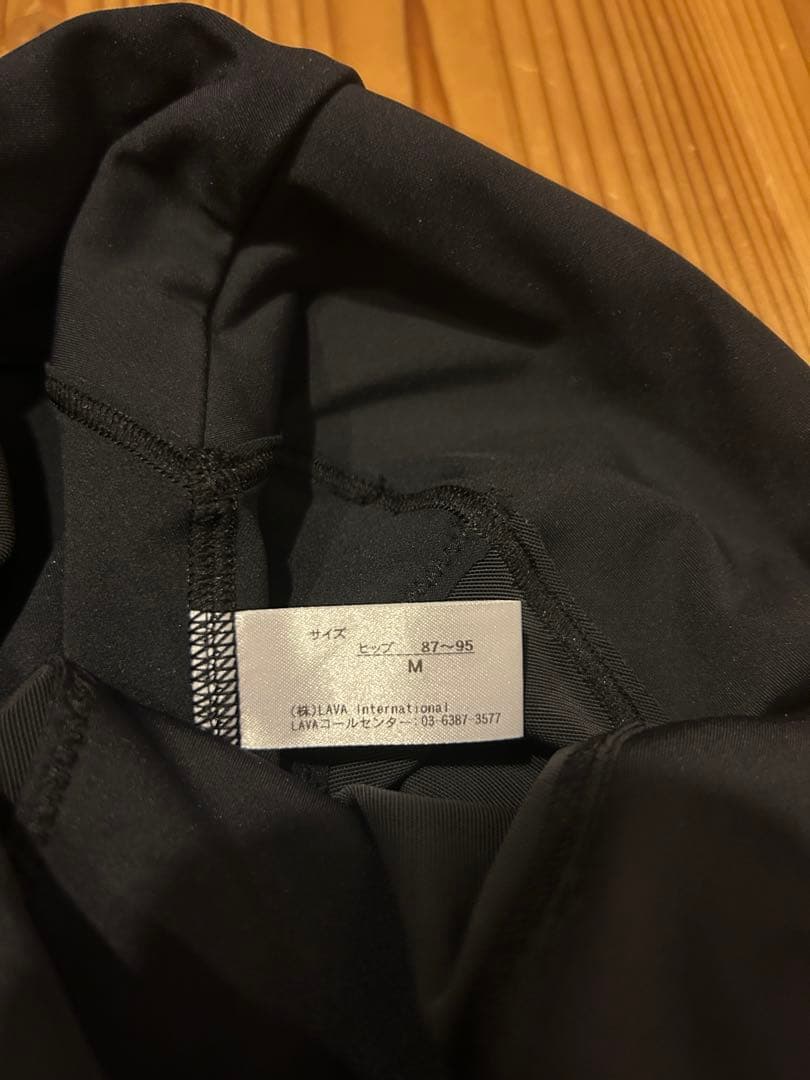 サイズ
ヒップ 87～95
M
(株)LAVA International
LAVAコールセンター:03-6387-3577